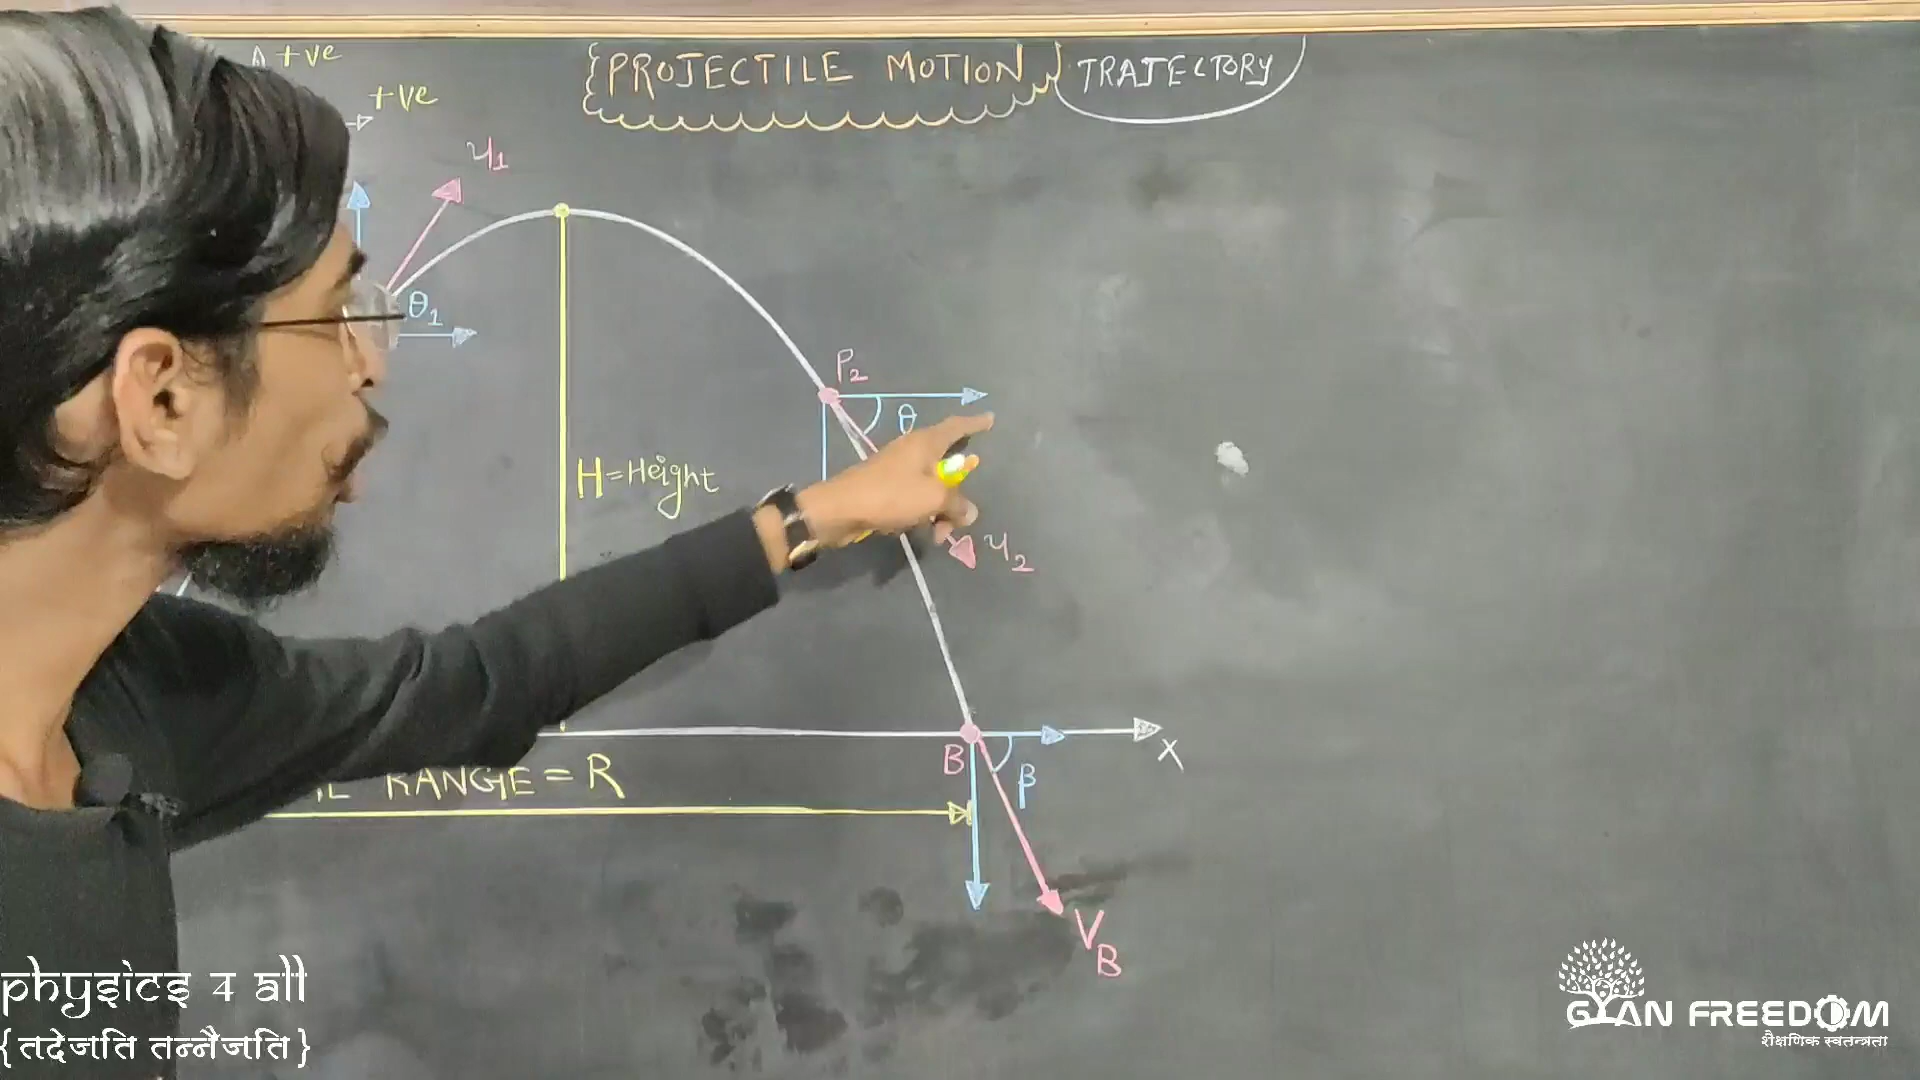 +ve
+ve
{PROJECTILE MOTION} TRAJECTORY
u1
θ1
P2
θ
H=Height
u2
B
X
RANGE = R
β
VB
physics 4 all
{तदेजति तन्नैजति}
GYAN FREEDOM
शैक्षणिक स्वतन्त्रता